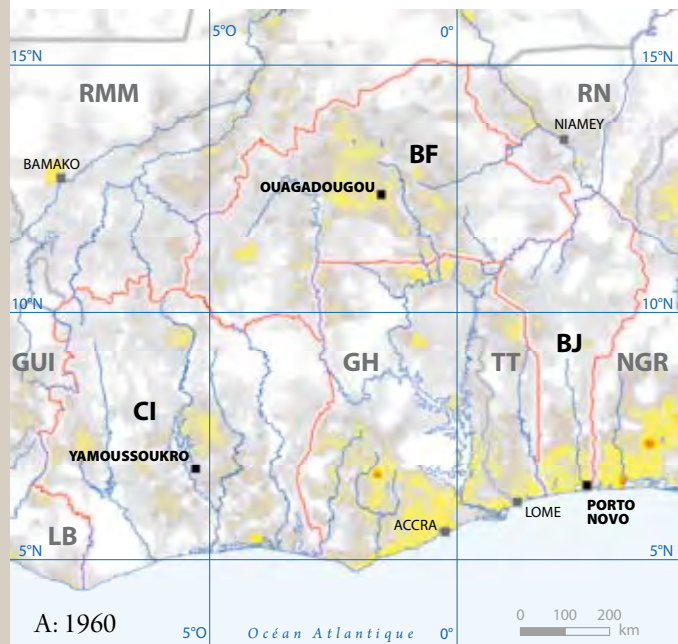 5°O
0°
15°N
15°N
RMM
RN
NIAMEY
BAMAKO
BF
OUAGADOUGOU
10°N
10°N
GUI
GH
TT
BJ
NGR
CI
YAMOUSSOUKRO
LB
ACCRA
LOME
PORTO
NOVO
5°N
5°N
A: 1960
5°O
Océan Atlantique
0°
0 100 200
km